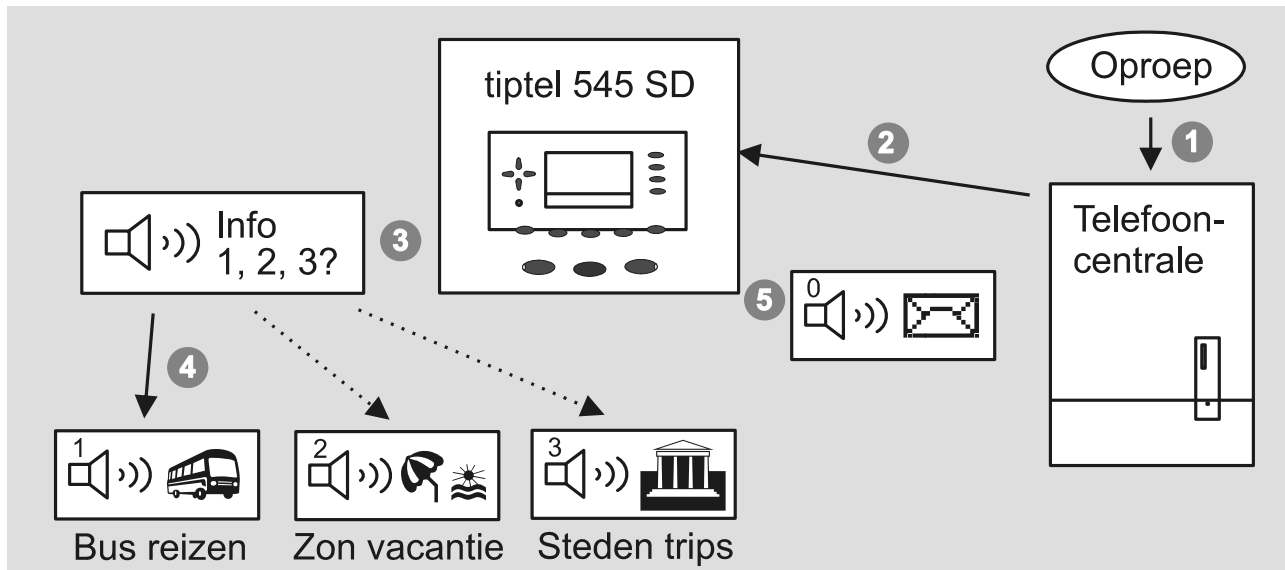 Oproep
tiptel 545 SD
2
1
Telefoon-
centrale
Info
1, 2, 3?
3
0
5
4
1
2
3
Bus reizen
Zon vacantie
Steden trips